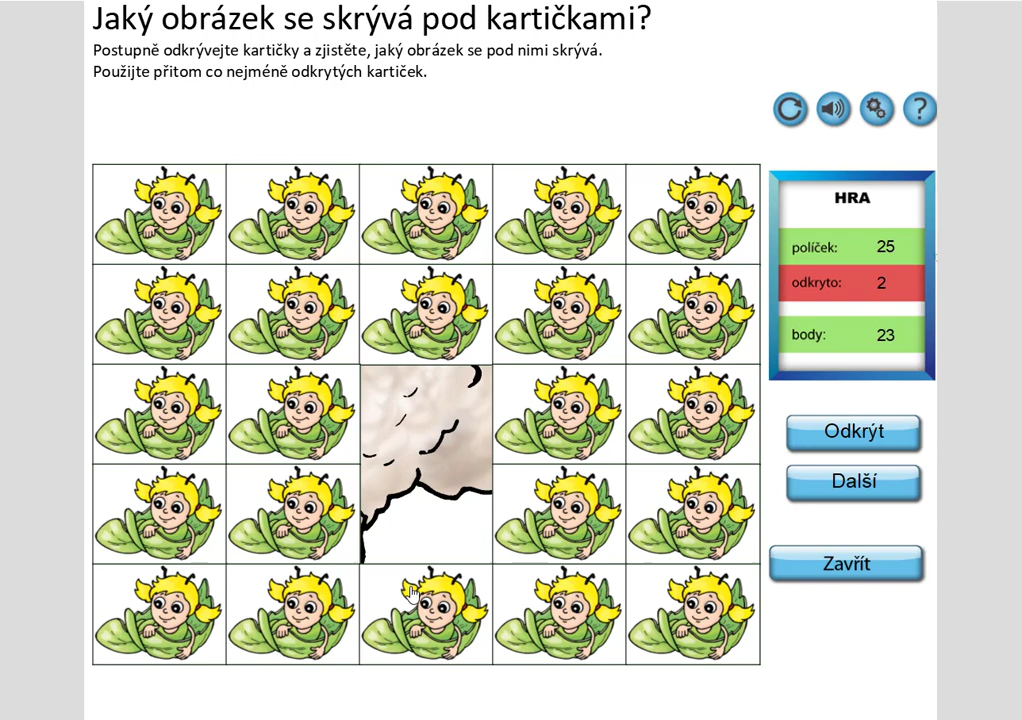 Jaký obrázek se skrývá pod kartičkami?
Postupně odkrývejte kartičky a zjistěte, jaký obrázek se pod nimi skrývá.
Použijte přitom co nejméně odkrytých kartiček.
?
HRA
políček: 25
odkryto: 2
body: 23
Odkrýt
Další
Zavřít